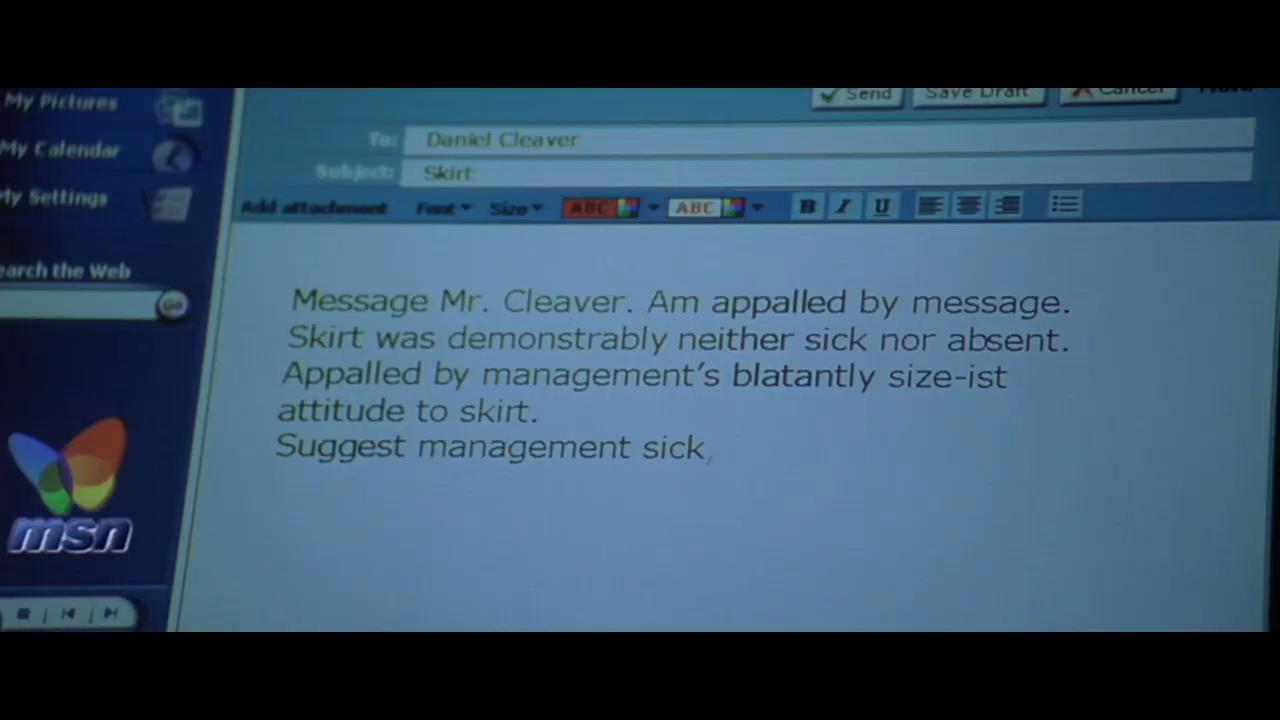 My Pictures
My Calendar
My Settings
earch the Web
Go
msn
Send
Save Draft
Cancel
To: Daniel Cleaver
Subject: Skirt
Add attachment Font Size ABC ABC B I U
Message Mr. Cleaver. Am appalled by message.
Skirt was demonstrably neither sick nor absent.
Appalled by management's blatantly size-ist
attitude to skirt.
Suggest management sick,